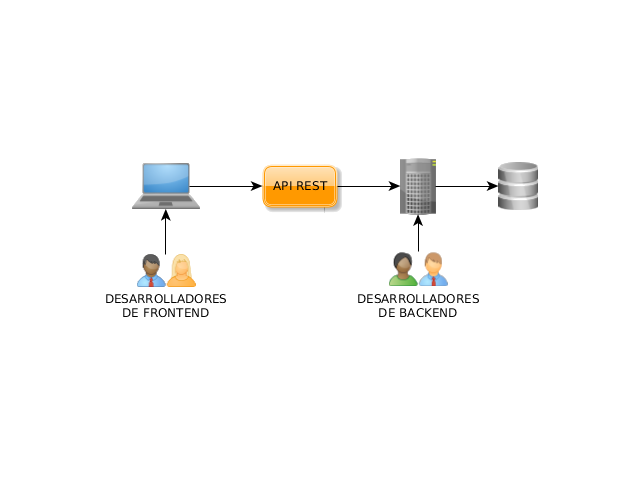 API REST
DESARROLLADORES
DE FRONTEND
DESARROLLADORES
DE BACKEND